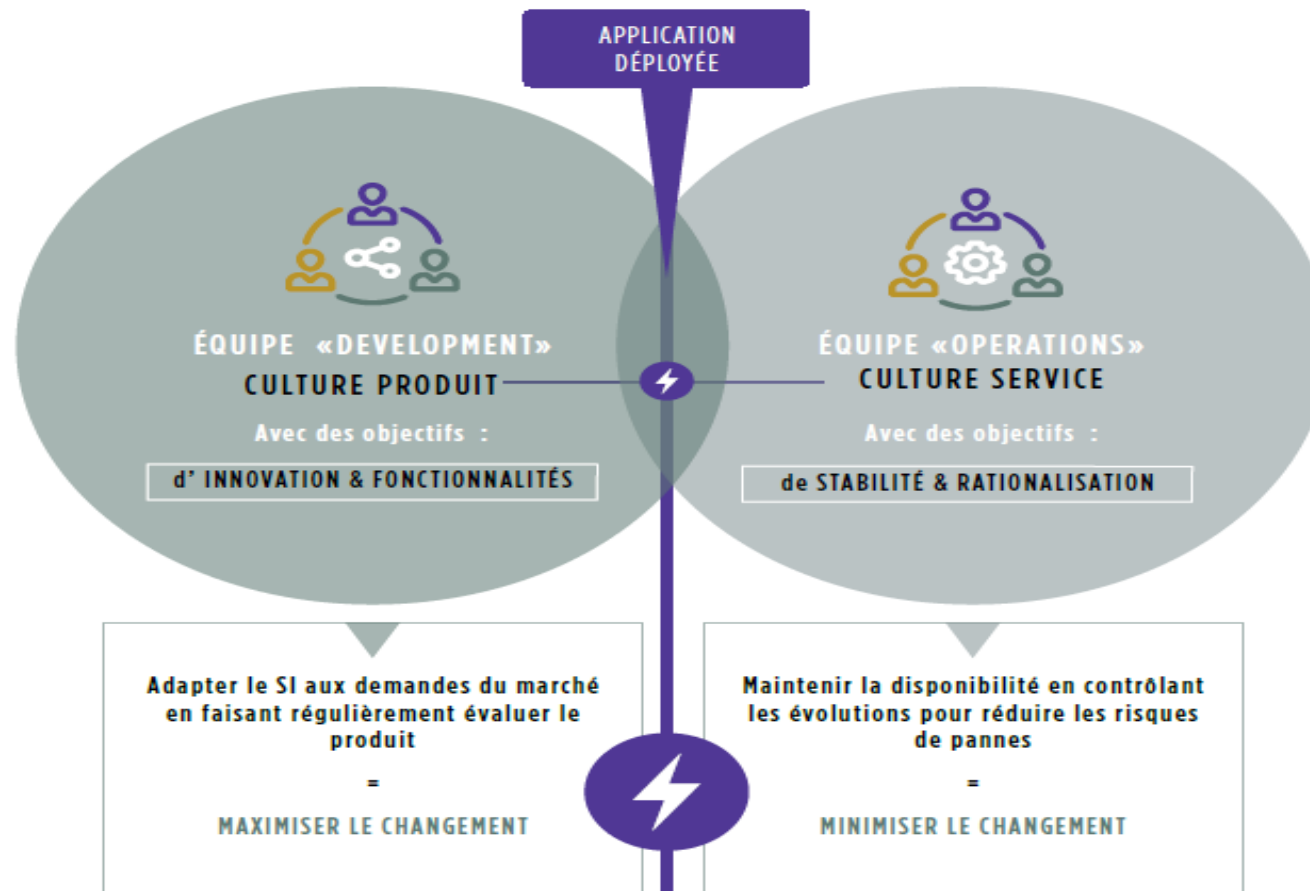 APPLICATION
DÉPLOYÉE
ÉQUIPE «DEVELOPMENT»
CULTURE PRODUIT
Avec des objectifs :
d' INNOVATION & FONCTIONNALITÉS
ÉQUIPE «OPERATIONS»
CULTURE SERVICE
Avec des objectifs :
de STABILITÉ & RATIONALISATION
Adapter le SI aux demandes du marché
en faisant régulièrement évaluer le
produit
=
MAXIMISER LE CHANGEMENT
Maintenir la disponibilité en contrôlant
les évolutions pour réduire les risques
de pannes
=
MINIMISER LE CHANGEMENT